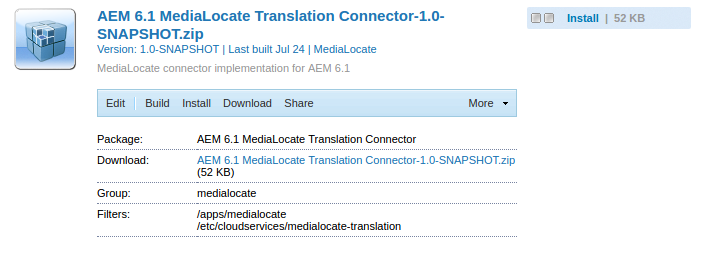 AEM 6.1 MediaLocate Translation Connector-1.0-
SNAPSHOT.zip
Version: 1.0-SNAPSHOT | Last built Jul 24 | MediaLocate
MediaLocate connector implementation for AEM 6.1
Install | 52 KB
Edit Build Install Download Share More
Package: AEM 6.1 MediaLocate Translation Connector
Download: AEM 6.1 MediaLocate Translation Connector-1.0-SNAPSHOT.zip
(52 KB)
Group: medialocate
Filters: /apps/medialocate
/etc/cloudservices/medialocate-translation